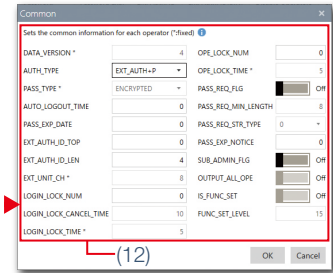 Common
Sets the common information for each operator (*:fixed)
DATA_VERSION * 4
AUTH_TYPE EXT_AUTH+P
PASS_TYPE * ENCRYPTED
AUTO_LOGOUT_TIME 0
PASS_EXP_DATE 0
EXT_AUTH_ID_TOP 0
EXT_AUTH_ID_LEN 4
EXT_UNIT_CH * 8
LOGIN_LOCK_NUM 0
LOGIN_LOCK_CANCEL_TIME 10
LOGIN_LOCK_TIME * 5
OPE_LOCK_NUM 0
OPE_LOCK_TIME * 5
PASS_REQ_FLG Off
PASS_REQ_MIN_LENGTH 8
PASS_REQ_STR_TYPE 0
PASS_EXP_NOTICE 0
SUB_ADMIN_FLG Off
OUTPUT_ALL_OPE Off
IS_FUNC_SET Off
FUNC_SET_LEVEL 15
(12)
OK Cancel